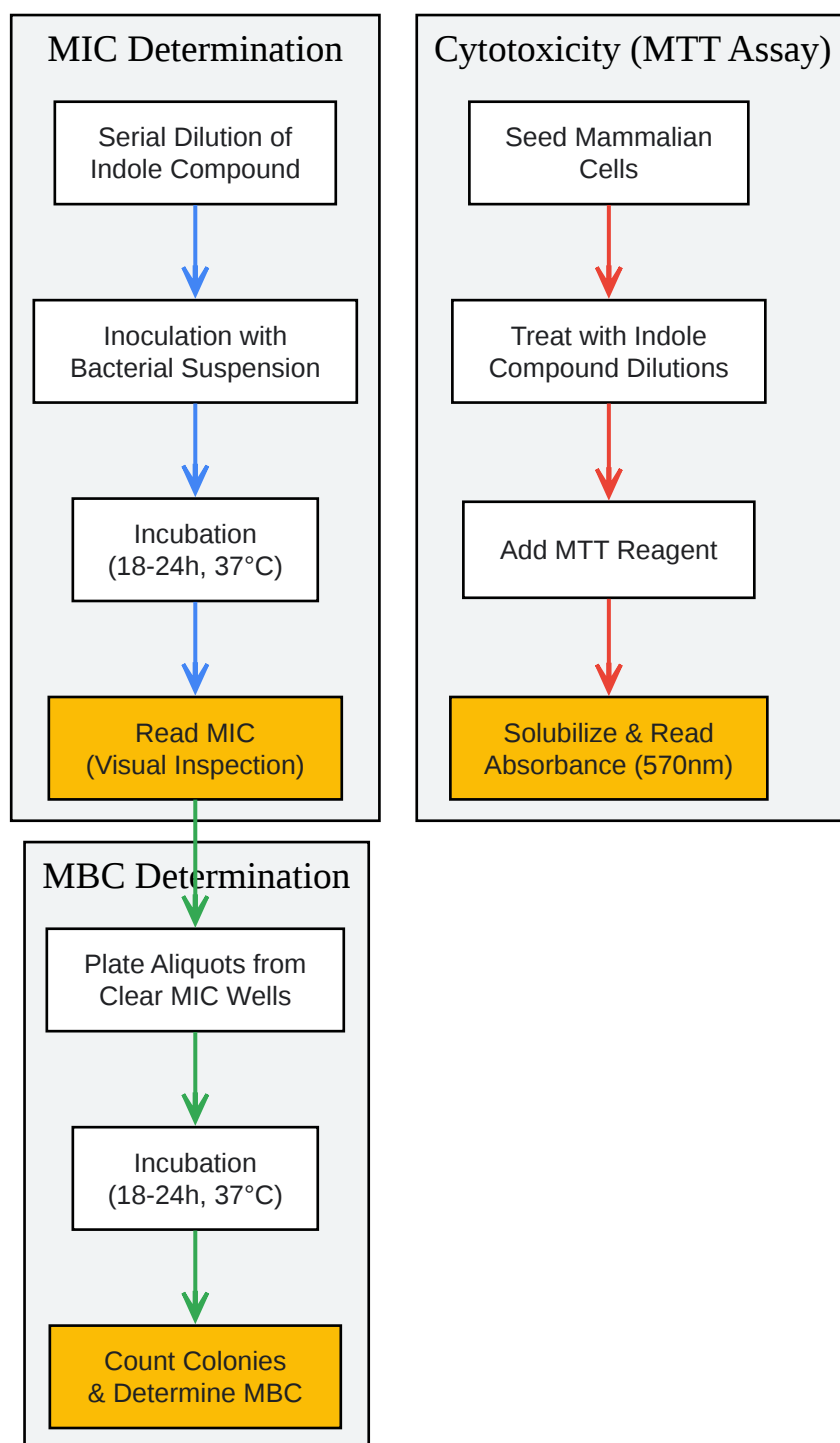 MIC Determination
Serial Dilution of
Indole Compound
Inoculation with
Bacterial Suspension
Incubation
(18-24h, 37°C)
Read MIC
(Visual Inspection)
MBC Determination
Plate Aliquots from
Clear MIC Wells
Incubation
(18-24h, 37°C)
Count Colonies
& Determine MBC
Cytotoxicity (MTT Assay)
Seed Mammalian
Cells
Treat with Indole
Compound Dilutions
Add MTT Reagent
Solubilize & Read
Absorbance (570nm)